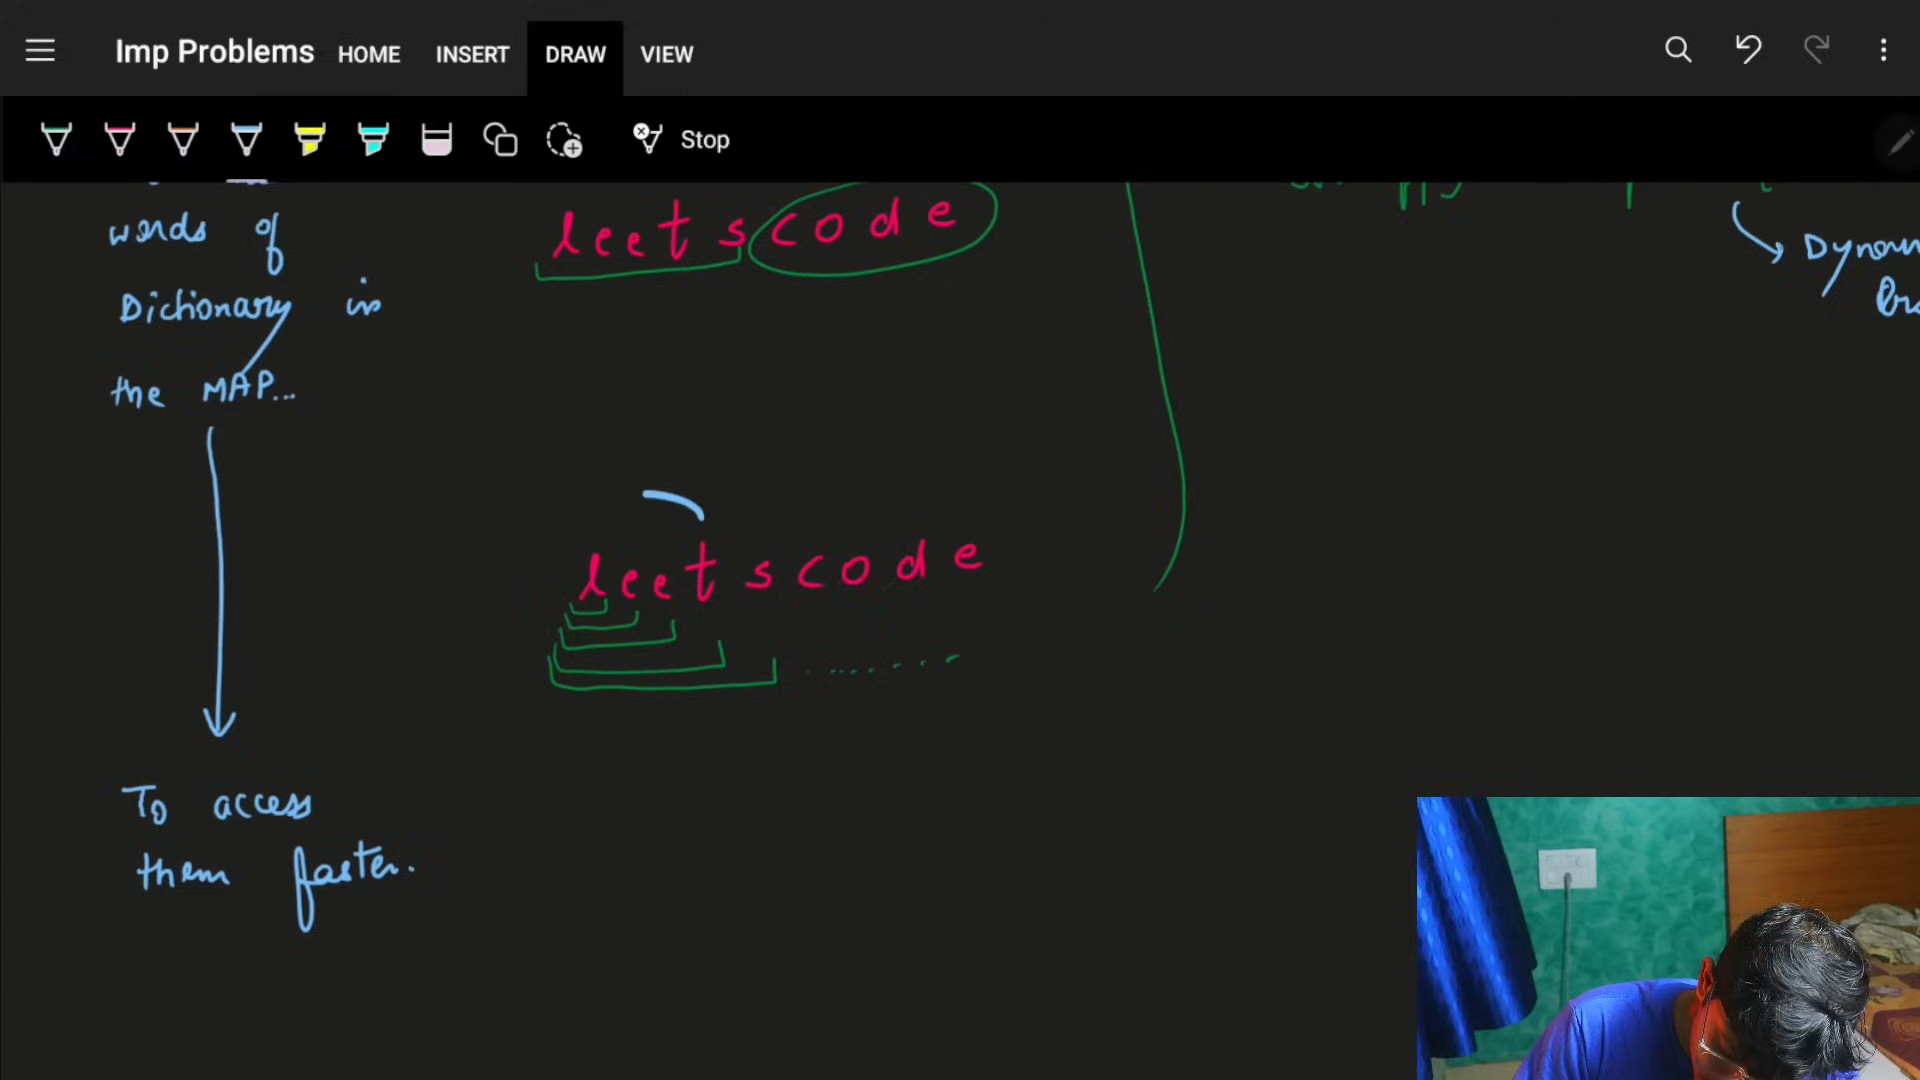 Imp Problems HOME INSERT DRAW VIEW
Stop
words of
Dictionary in
the MAP...
leetscode
Dynam
leetscode
To access
them faster.